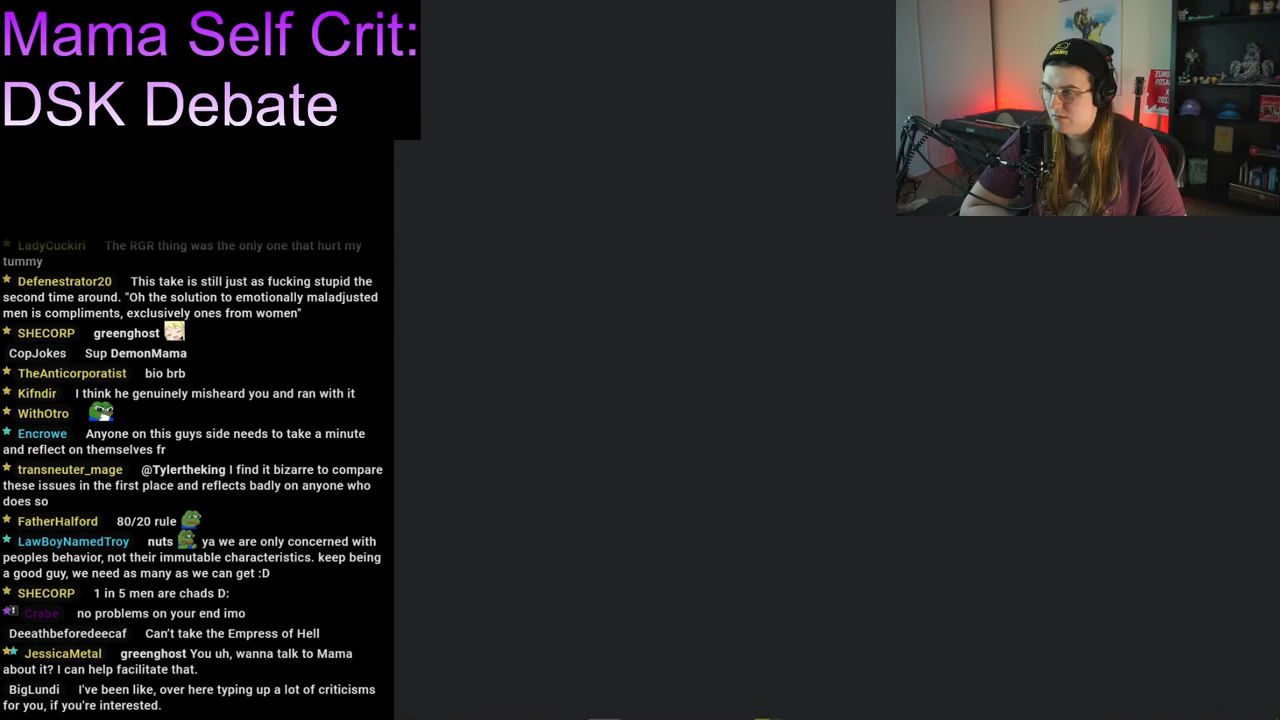 Mama Self Crit:
DSK Debate
LadyCuckiri The RGR thing was the only one that hurt my
tummy
Defenestrator20 This take is still just as fucking stupid the
second time around. "Oh the solution to emotionally maladjusted
men is compliments, exclusively ones from women"
SHECORP greenghost
CopJokes Sup DemonMama
TheAnticorporatist bio brb
Kifndir I think he genuinely misheard you and ran with it
WithOtro
Encrowe Anyone on this guys side needs to take a minute
and reflect on themselves fr
transneuter_mage @Tylertheking I find it bizarre to compare
these issues in the first place and reflects badly on anyone who
does so
FatherHalford 80/20 rule
LawBoyNamedTroy nuts ya we are only concerned with
peoples behavior, not their immutable characteristics. keep being
a good guy, we need as many as we can get :D
SHECORP 1 in 5 men are chads D:
Crabe no problems on your end imo
Deeathbeforedeecaf Can't take the Empress of Hell
JessicaMetal greenghost You uh, wanna talk to Mama
about it? I can help facilitate that.
BigLundi I've been like, over here typing up a lot of criticisms
for you, if you're interested.